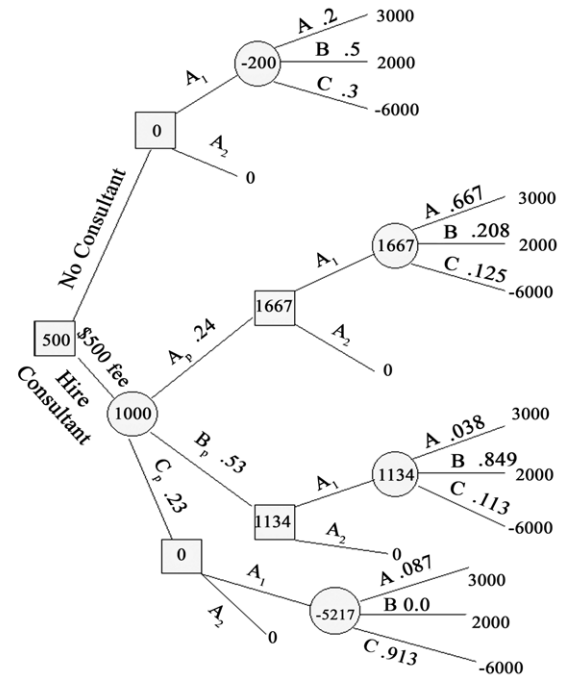 A .2
3000
-200
B .5
2000
C .3
-6000
A1
0
A2
0
No Consultant
A .667
3000
1667
B .208
2000
C .125
-6000
A1
1667
A2
0
500
$500 fee
Hire
Consultant
Ap .24
1000
Bp .53
Cp .23
A .038
3000
1134
B .849
2000
C .113
-6000
A1
1134
A2
0
0
A1
A2
0
A .087
3000
-5217
B 0.0
2000
C .913
-6000